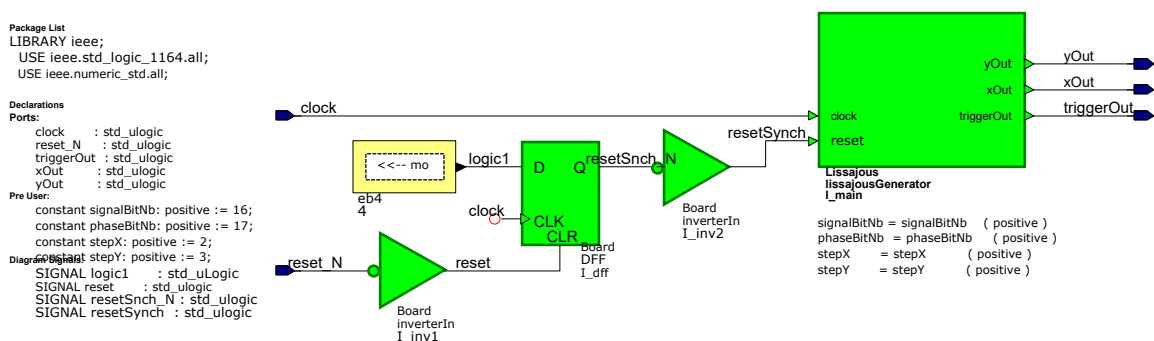 Package List
LIBRARY ieee;
USE ieee.std_logic_1164.all;
USE ieee.numeric_std.all;
Declarations
Ports:
clock : std_ulogic
reset_N : std_ulogic
triggerOut : std_ulogic
xOut : std_ulogic
yOut : std_ulogic
Pre User:
constant signalBitNb: positive := 16;
constant phaseBitNb: positive := 17;
constant stepX: positive := 2;
constant stepY: positive := 3;
Diagram Signals:
SIGNAL logic1 : std_uLogic
SIGNAL reset : std_ulogic
SIGNAL resetSnch_N : std_ulogic
SIGNAL resetSynch : std_ulogic
clock
<<-- mo
eb4
4
logic1
D
Q
clock
CLK
CLR
Board
DFF
I_dff
reset_N
reset
Board
inverterIn
I_inv1
resetSnch_N
Board
inverterIn
I_inv2
resetSynch
yOut
xOut
clock
triggerOut
reset
yOut
xOut
triggerOut
Lissajous
lissajousGenerator
I_main
signalBitNb = signalBitNb ( positive )
phaseBitNb = phaseBitNb ( positive )
stepX = stepX ( positive )
stepY = stepY ( positive )